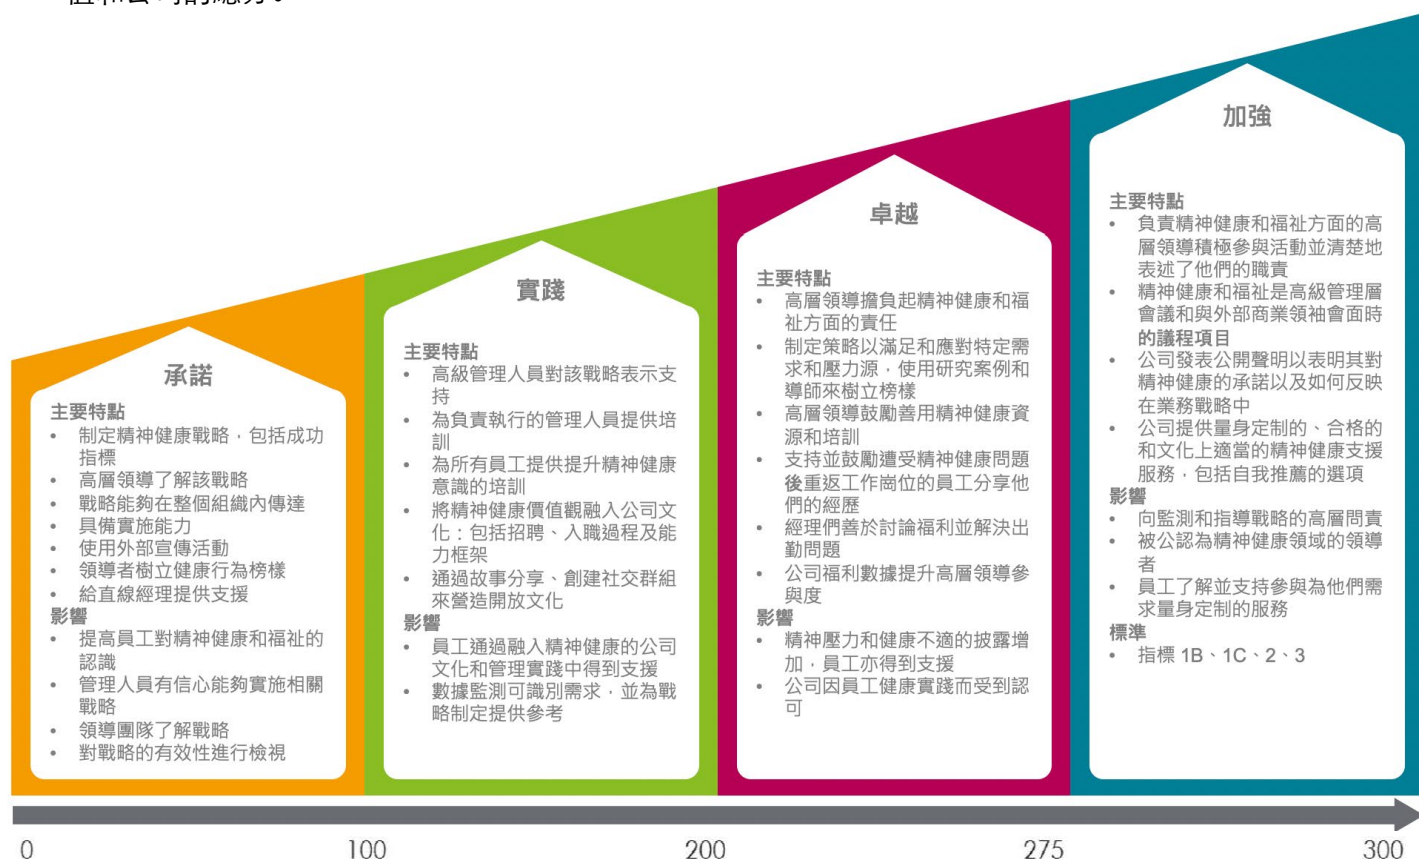 承諾
主要特點
• 制定精神健康戰略，包括成功
指標
• 高層領導了解該戰略
• 戰略能夠在整個組織內傳達
• 具備實施能力
• 使用外部宣傳活動
• 領導者樹立健康行為榜樣
• 給直線經理提供支援
影響
• 提高員工對精神健康和福祉的
認識
• 管理人員有信心能夠實施相關
戰略
• 領導團隊了解戰略
• 對戰略的有效性進行檢視
實踐
主要特點
• 高級管理人員對該戰略表示支
持
• 為負責執行的管理人員提供培
訓
• 為所有員工提供提升精神健康
意識的培訓
• 將精神健康價值觀融入公司文
化：包括招聘、入職過程及能
力框架
• 通過故事分享、創建社交群組
來營造開放文化
影響
• 員工通過融入精神健康的公司
文化和管理實踐中得到支援
• 數據監測可識別需求，並為戰
略制定提供參考
卓越
主要特點
• 高層領導擔負起精神健康和福
祉方面的責任
• 制定策略以滿足和應對特定需
求和壓力源，使用研究案例和
導師來樹立榜樣
• 高層領導鼓勵善用精神健康資
源和培訓
• 支持並鼓勵遭受精神健康問題
後重返工作崗位的員工分享他
們的經歷
• 經理們善於討論福利並解決出
勤問題
• 公司福利數據提升高層領導參
與度
影響
• 精神壓力和健康不適的披露增
加，員工亦得到支援
• 公司因員工健康實踐而受到認
可
加強
主要特點
• 負責精神健康和福祉方面的高
層領導積極參與活動並清楚地
表述了他們的職責
• 精神健康和福祉是高級管理層
會議和與外部商業領袖會面時
的議程項目
• 公司發表公開聲明以表明其對
精神健康的承諾以及如何反映
在業務戰略中
• 公司提供量身定制的、合格的
和文化上適當的精神健康支援
服務，包括自我推薦的選項
影響
• 向監測和指導戰略的高層問責
• 被公認為精神健康領域的領導
者
• 員工了解並支持參與為他們需
求量身定制的服務
標準
• 指標 1B、1C、2、3
0 100 200 275 300